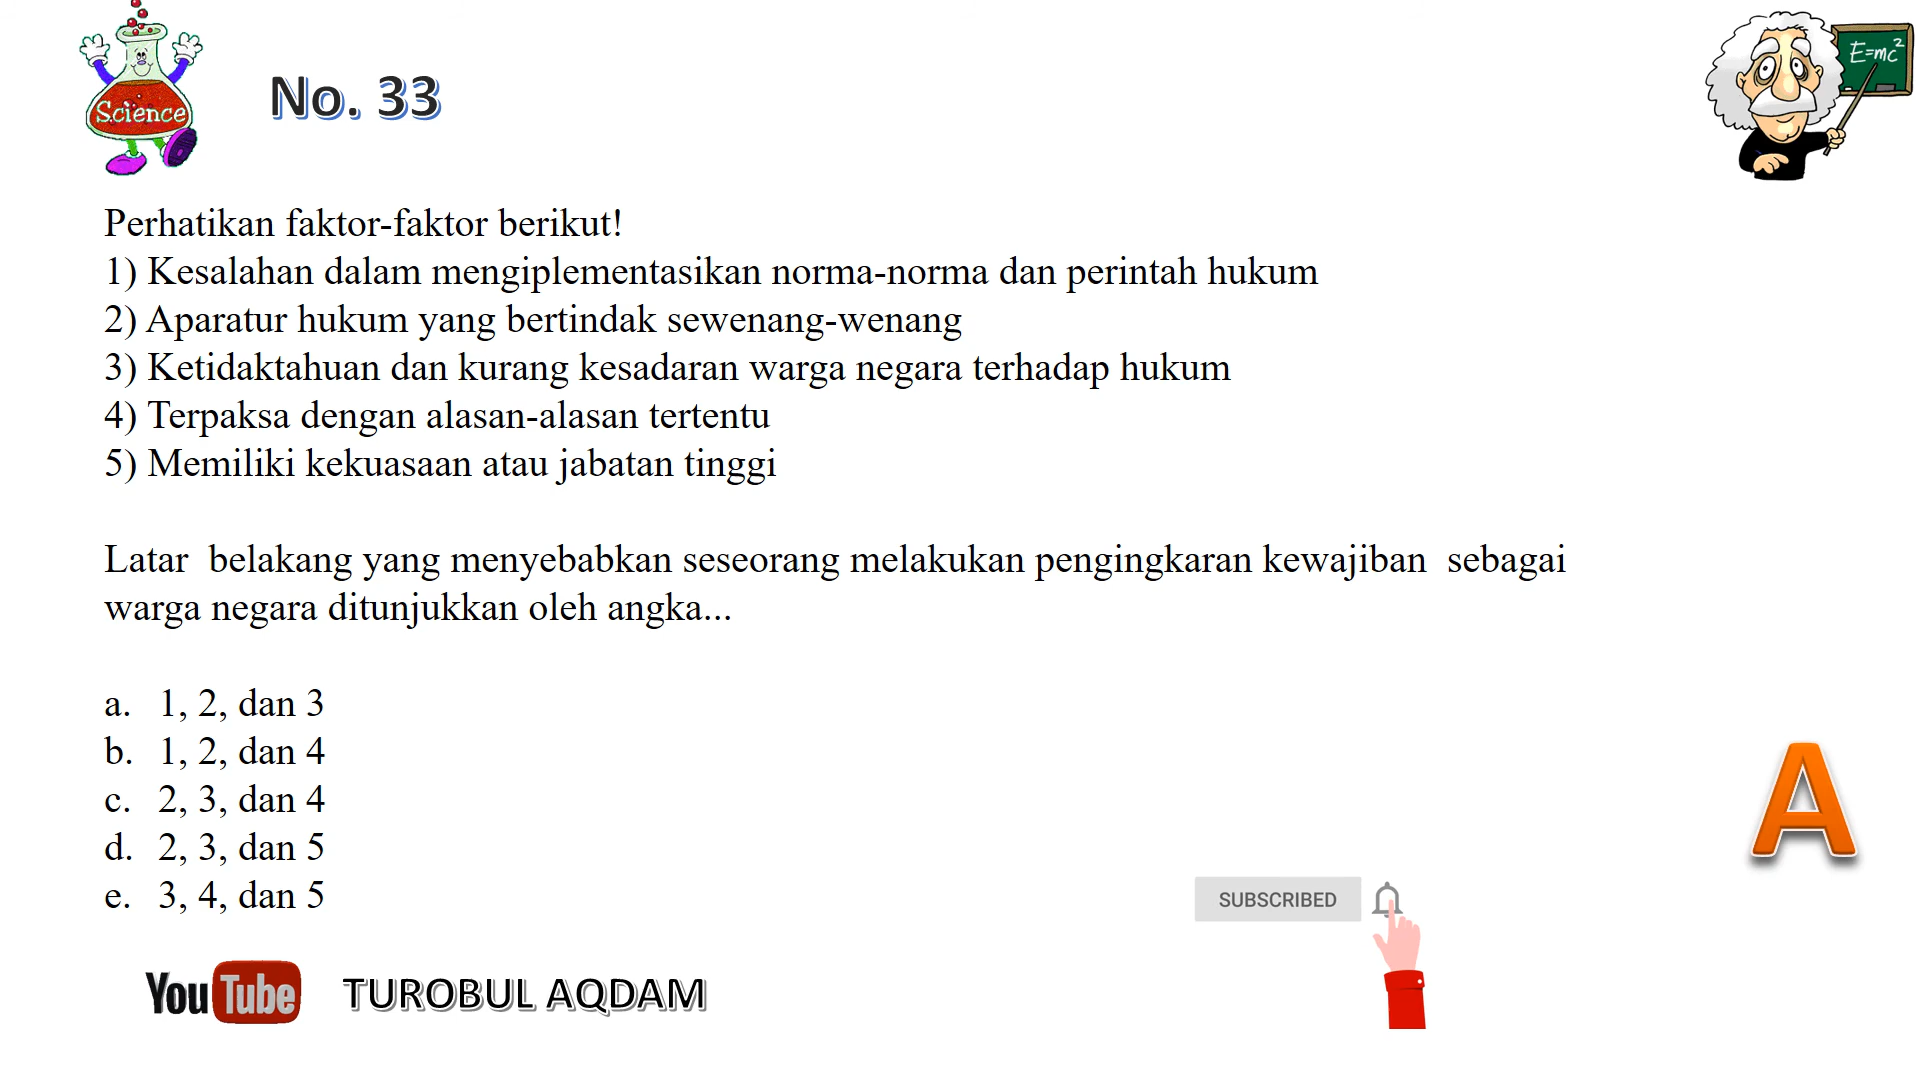 Science
No. 33
E=mc²
Perhatikan faktor-faktor berikut!
1) Kesalahan dalam mengiplementasikan norma-norma dan perintah hukum
2) Aparatur hukum yang bertindak sewenang-wenang
3) Ketidaktahuan dan kurang kesadaran warga negara terhadap hukum
4) Terpaksa dengan alasan-alasan tertentu
5) Memiliki kekuasaan atau jabatan tinggi
Latar belakang yang menyebabkan seseorang melakukan pengingkaran kewajiban sebagai
warga negara ditunjukkan oleh angka...
a. 1, 2, dan 3
b. 1, 2, dan 4
c. 2, 3, dan 4
d. 2, 3, dan 5
e. 3, 4, dan 5
A
SUBSCRIBED
YouTube TUROBUL AQDAM